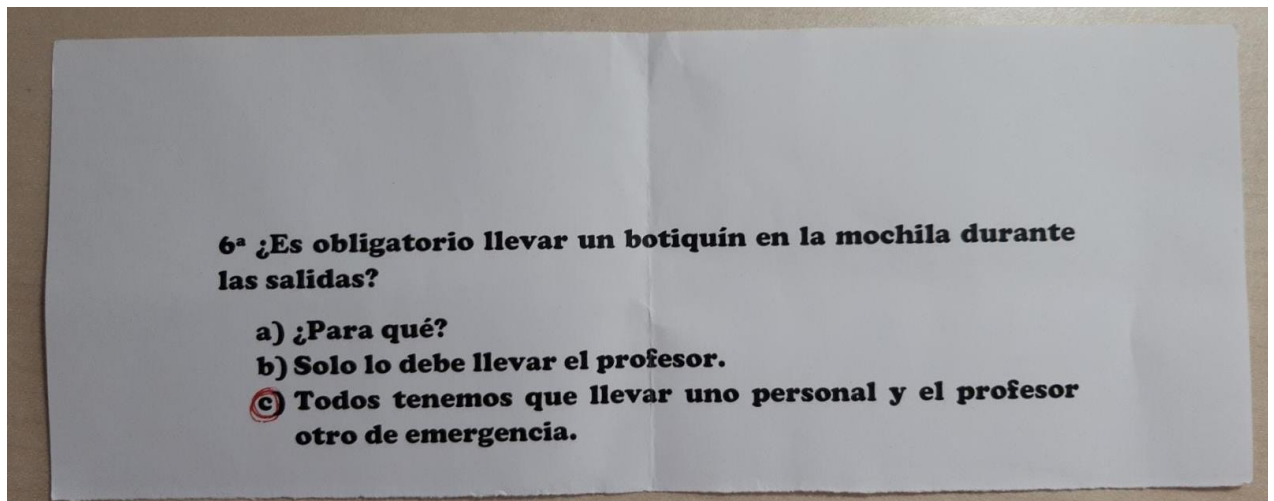 6ª ¿Es obligatorio llevar un botiquín en la mochila durante
las salidas?
a) ¿Para qué?
b) Solo lo debe llevar el profesor.
c) Todos tenemos que llevar uno personal y el profesor
otro de emergencia.